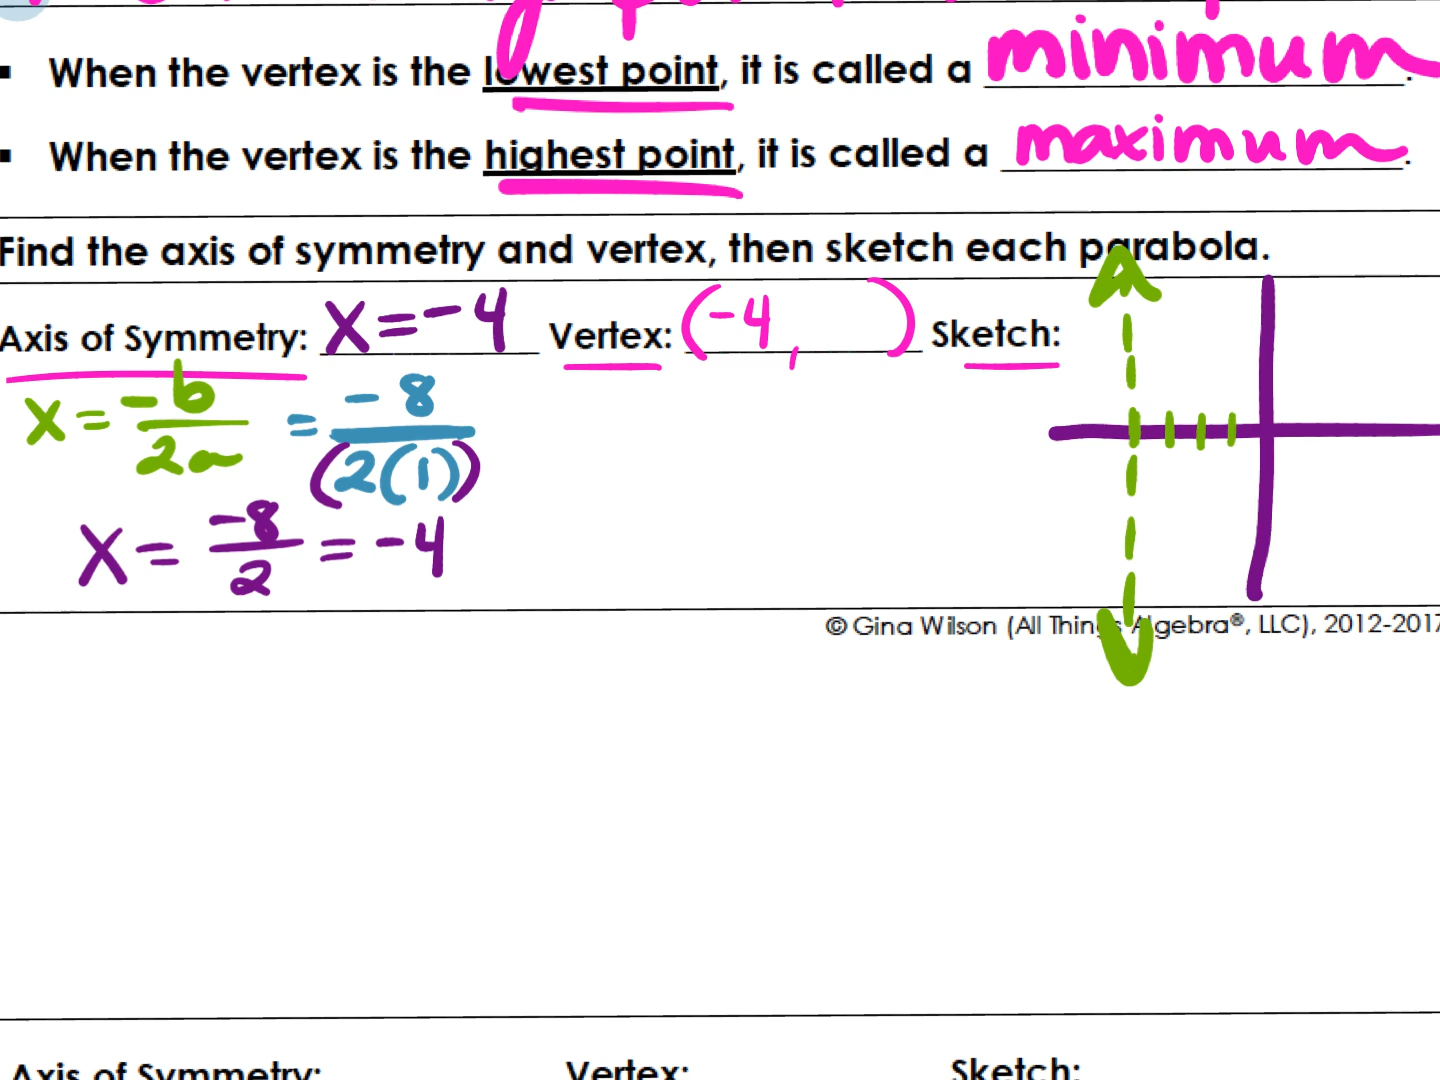 ▪ When the vertex is the lowest point, it is called a minimum.
▪ When the vertex is the highest point, it is called a maximum.
Find the axis of symmetry and vertex, then sketch each parabola.
Axis of Symmetry: x = -4 Vertex: (-4, ) Sketch:
x = -b/2a = -8/(2(1))
x = -8/2 = -4
© Gina Wilson (All Things Algebra®, LLC), 2012-2017
Axis of Symmetry: Vertex: Sketch: